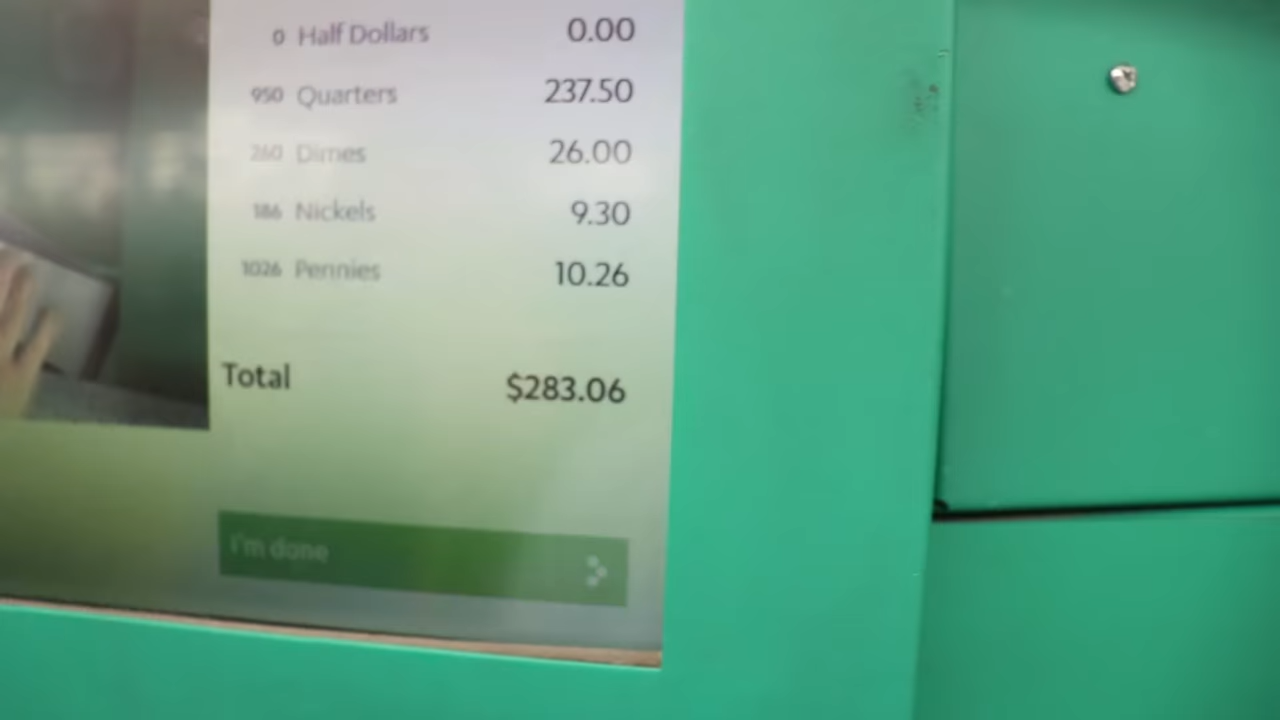 0 Half Dollars 0.00
950 Quarters 237.50
260 Dimes 26.00
186 Nickels 9.30
1026 Pennies 10.26
Total $283.06
I'm done